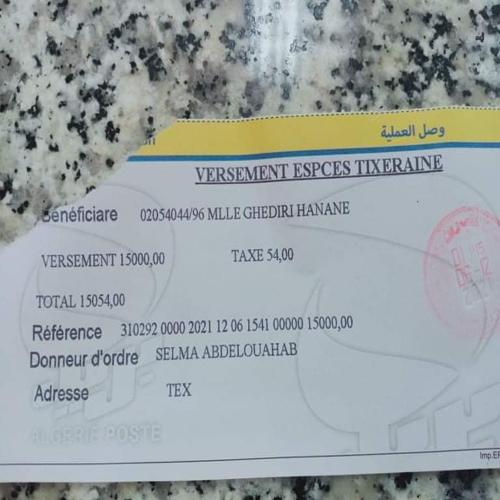 وصل العملية
VERSEMENT ESPCES TIXERAINE
Bénéficiare 02054044/96 MLLE GHEDIRI HANANE
VERSEMENT 15000,00 TAXE 54,00
TOTAL 15054,00
Référence 310292 0000 2021 12 06 1541 00000 15000,00
Donneur d'ordre SELMA ABDELOUAHAB
Adresse TEX
ALGERIE POSTE